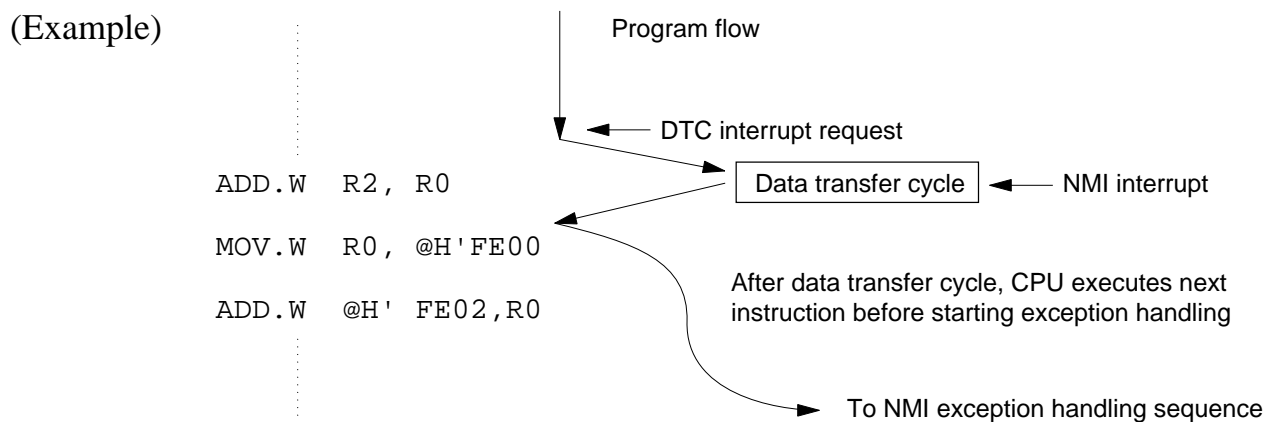 (Example)
Program flow
DTC interrupt request
ADD.W R2, R0
Data transfer cycle
NMI interrupt
MOV.W R0, @H'FE00
ADD.W @H' FE02,R0
After data transfer cycle, CPU executes next
instruction before starting exception handling
To NMI exception handling sequence